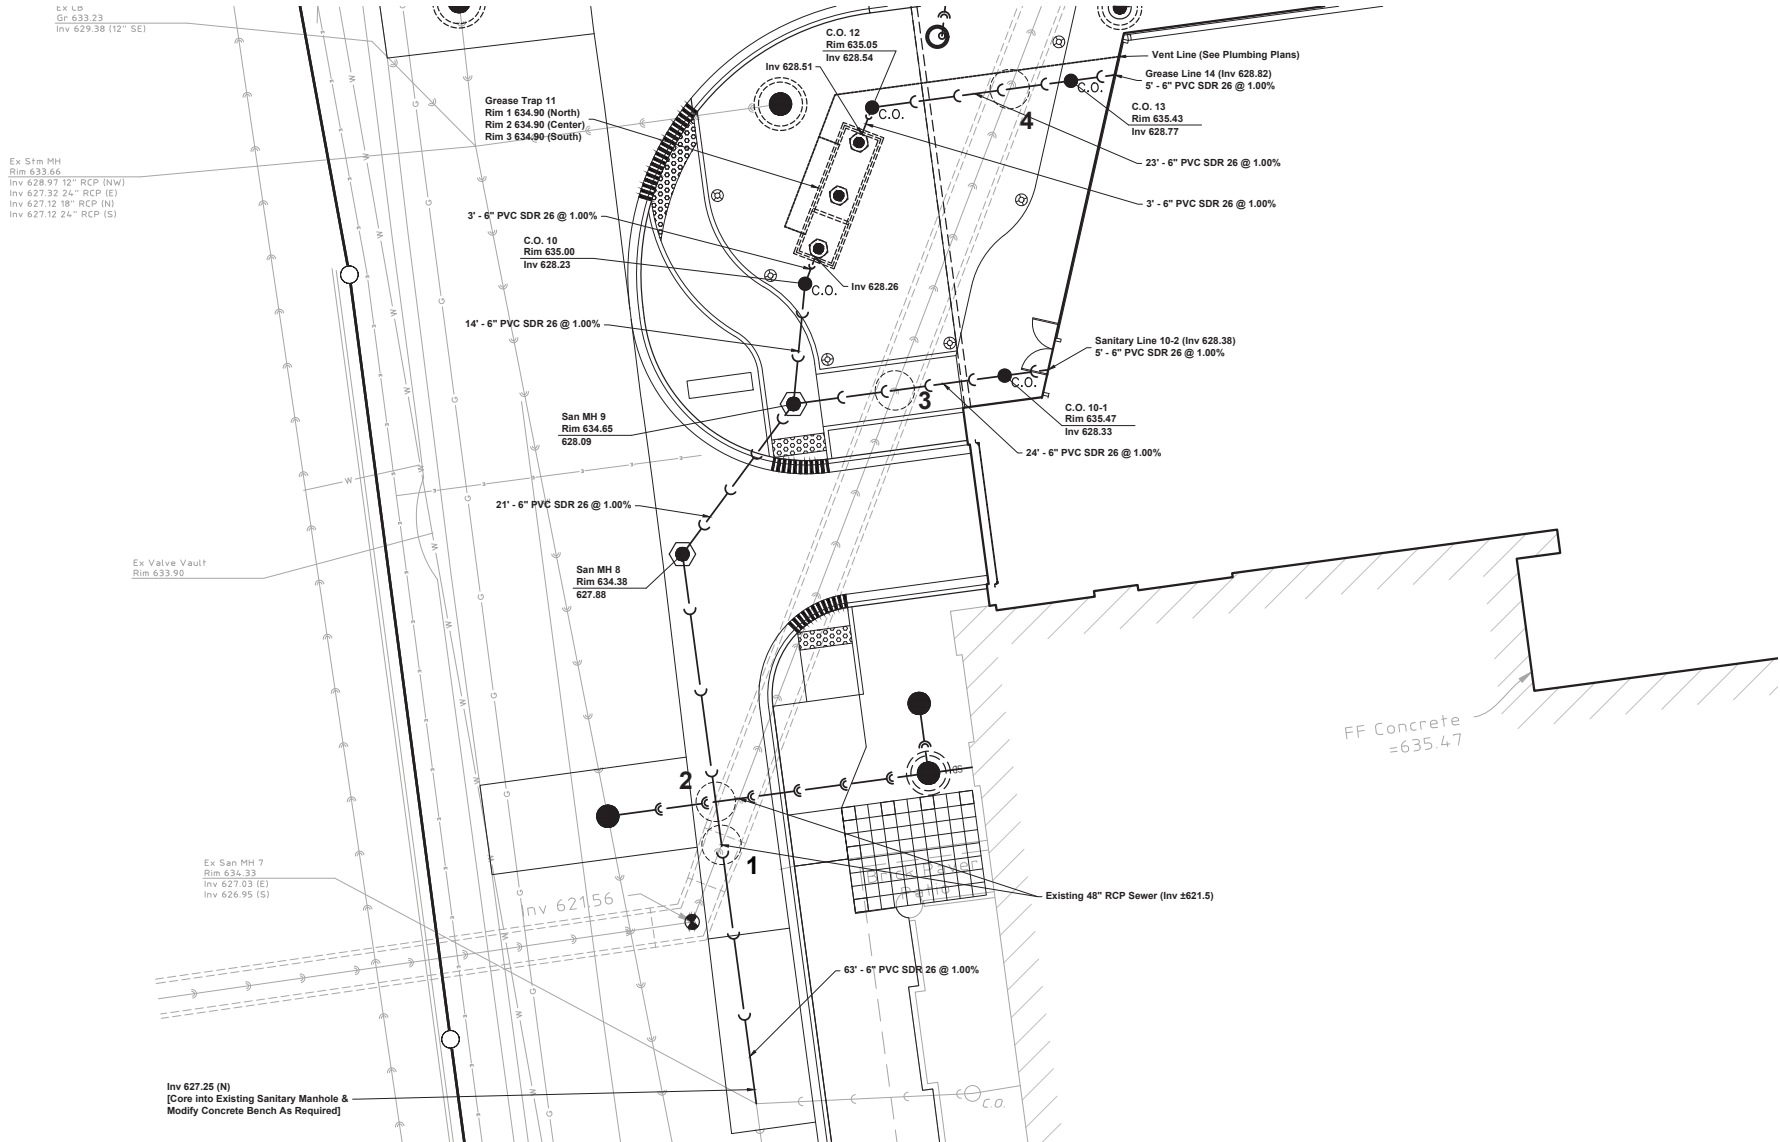 Ex CB
Gr 633.23
Inv 629.38 (12" SE)
C.O. 12
Rim 635.05
Inv 628.54
Inv 628.51
Vent Line (See Plumbing Plans)
Grease Line 14 (Inv 628.82)
5' - 6" PVC SDR 26 @ 1.00%
C.O.
C.O.
C.O. 13
Rim 635.43
Inv 628.77
4
Grease Trap 11
Rim 1 634.90 (North)
Rim 2 634.90 (Center)
Rim 3 634.90 (South)
Ex Stm MH
Rim 633.66
Inv 628.97 12" RCP (NW)
Inv 627.32 24" RCP (E)
Inv 627.12 18" RCP (N)
Inv 627.12 24" RCP (S)
23' - 6" PVC SDR 26 @ 1.00%
3' - 6" PVC SDR 26 @ 1.00%
3' - 6" PVC SDR 26 @ 1.00%
C.O. 10
Rim 635.00
Inv 628.23
C.O.
Inv 628.26
14' - 6" PVC SDR 26 @ 1.00%
Sanitary Line 10-2 (Inv 628.38)
5' - 6" PVC SDR 26 @ 1.00%
C.O.
3
C.O. 10-1
Rim 635.47
Inv 628.33
San MH 9
Rim 634.65
628.09
24' - 6" PVC SDR 26 @ 1.00%
21' - 6" PVC SDR 26 @ 1.00%
Ex Valve Vault
Rim 633.90
San MH 8
Rim 634.38
627.88
FF Concrete
=635.47
2
1
Ex San MH 7
Rim 634.33
Inv 627.03 (E)
Inv 626.95 (S)
Brick Paver
Patio
Inv 621.56
Existing 48" RCP Sewer (Inv ±621.5)
63' - 6" PVC SDR 26 @ 1.00%
Inv 627.25 (N)
[Core into Existing Sanitary Manhole &
Modify Concrete Bench As Required]
C.O.